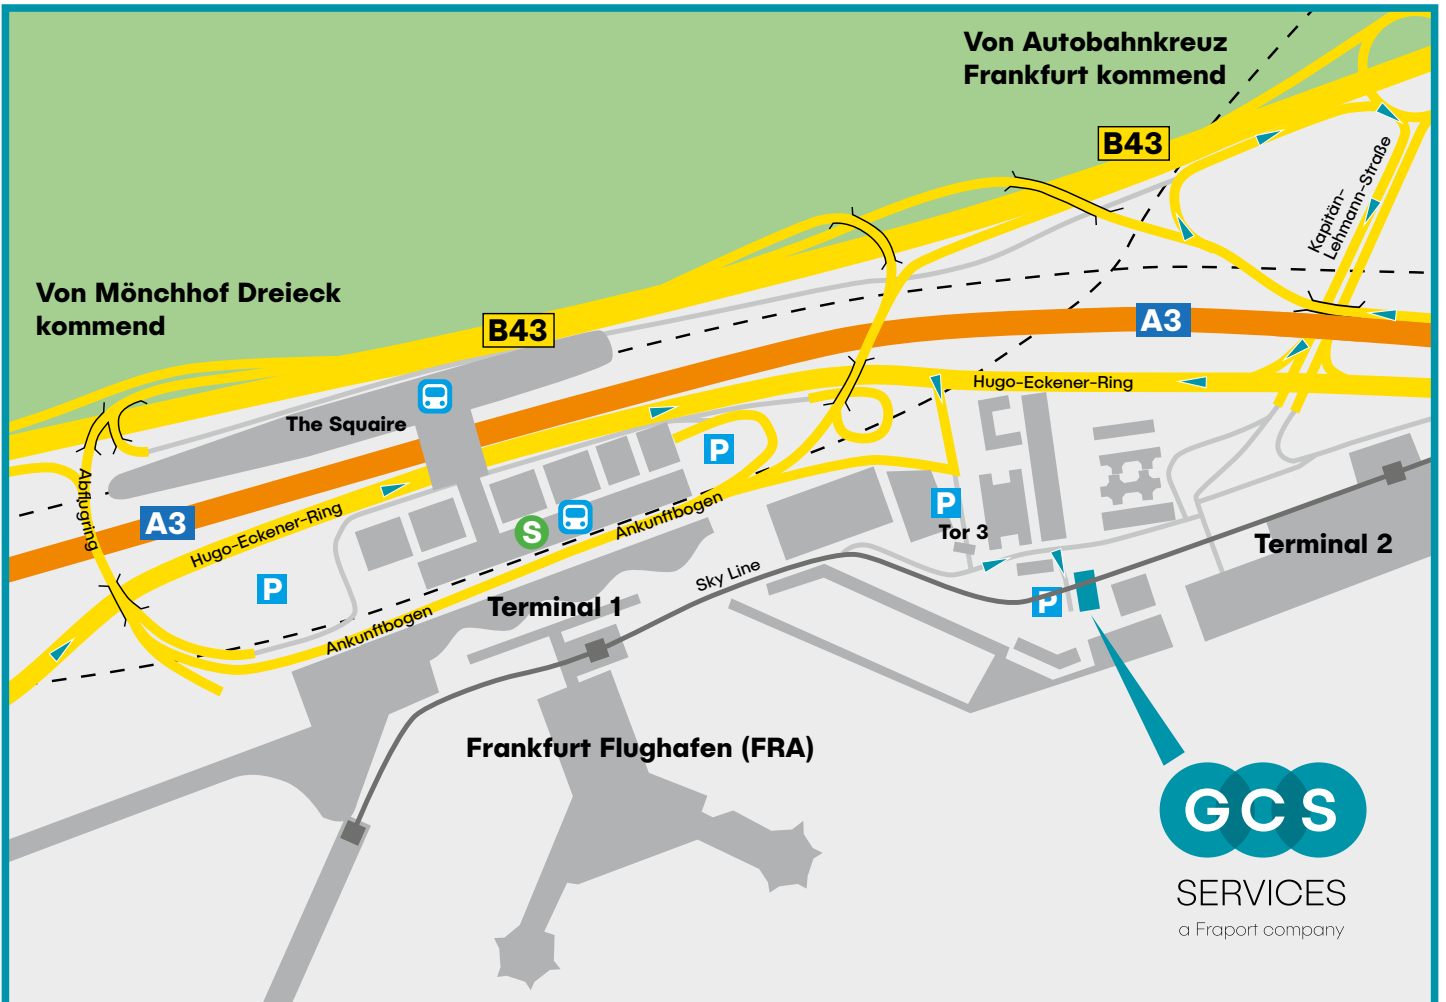 Von Autobahnkreuz
Frankfurt kommend
B43
Kapitän-
Lehmann-Straße
Von Mönchhof Dreieck
kommend
B43
A3
Hugo-Eckener-Ring
The Squaire
P
Abflugring
A3
Hugo-Eckener-Ring
S
Ankunftbogen
P
Tor 3
Terminal 2
P
Sky Line
P
Terminal 1
Ankunftbogen
Frankfurt Flughafen (FRA)
GCS
SERVICES
a Fraport company